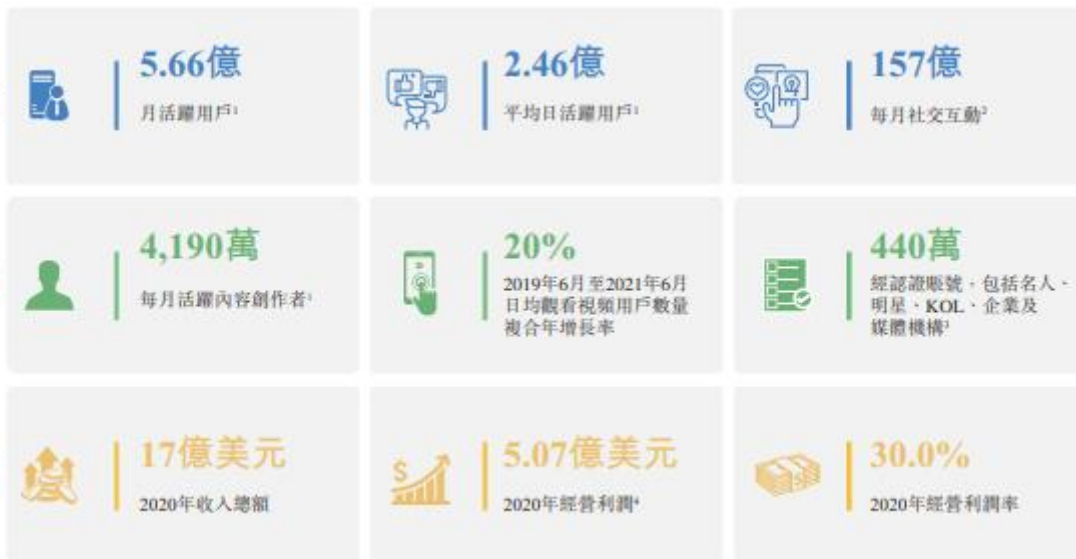 5.66億
月活躍用戶¹
2.46億
平均日活躍用戶¹
157億
每月社交互動²
4,190萬
每月活躍內容創作者¹
20%
2019年6月至2021年6月
日均觀看視頻用戶數量
複合年增長率
440萬
經認證賬號,包括名人、
明星、KOL、企業及
媒體機構³
17億美元
2020年收入總額
5.07億美元
2020年經營利潤⁴
30.0%
2020年經營利潤率